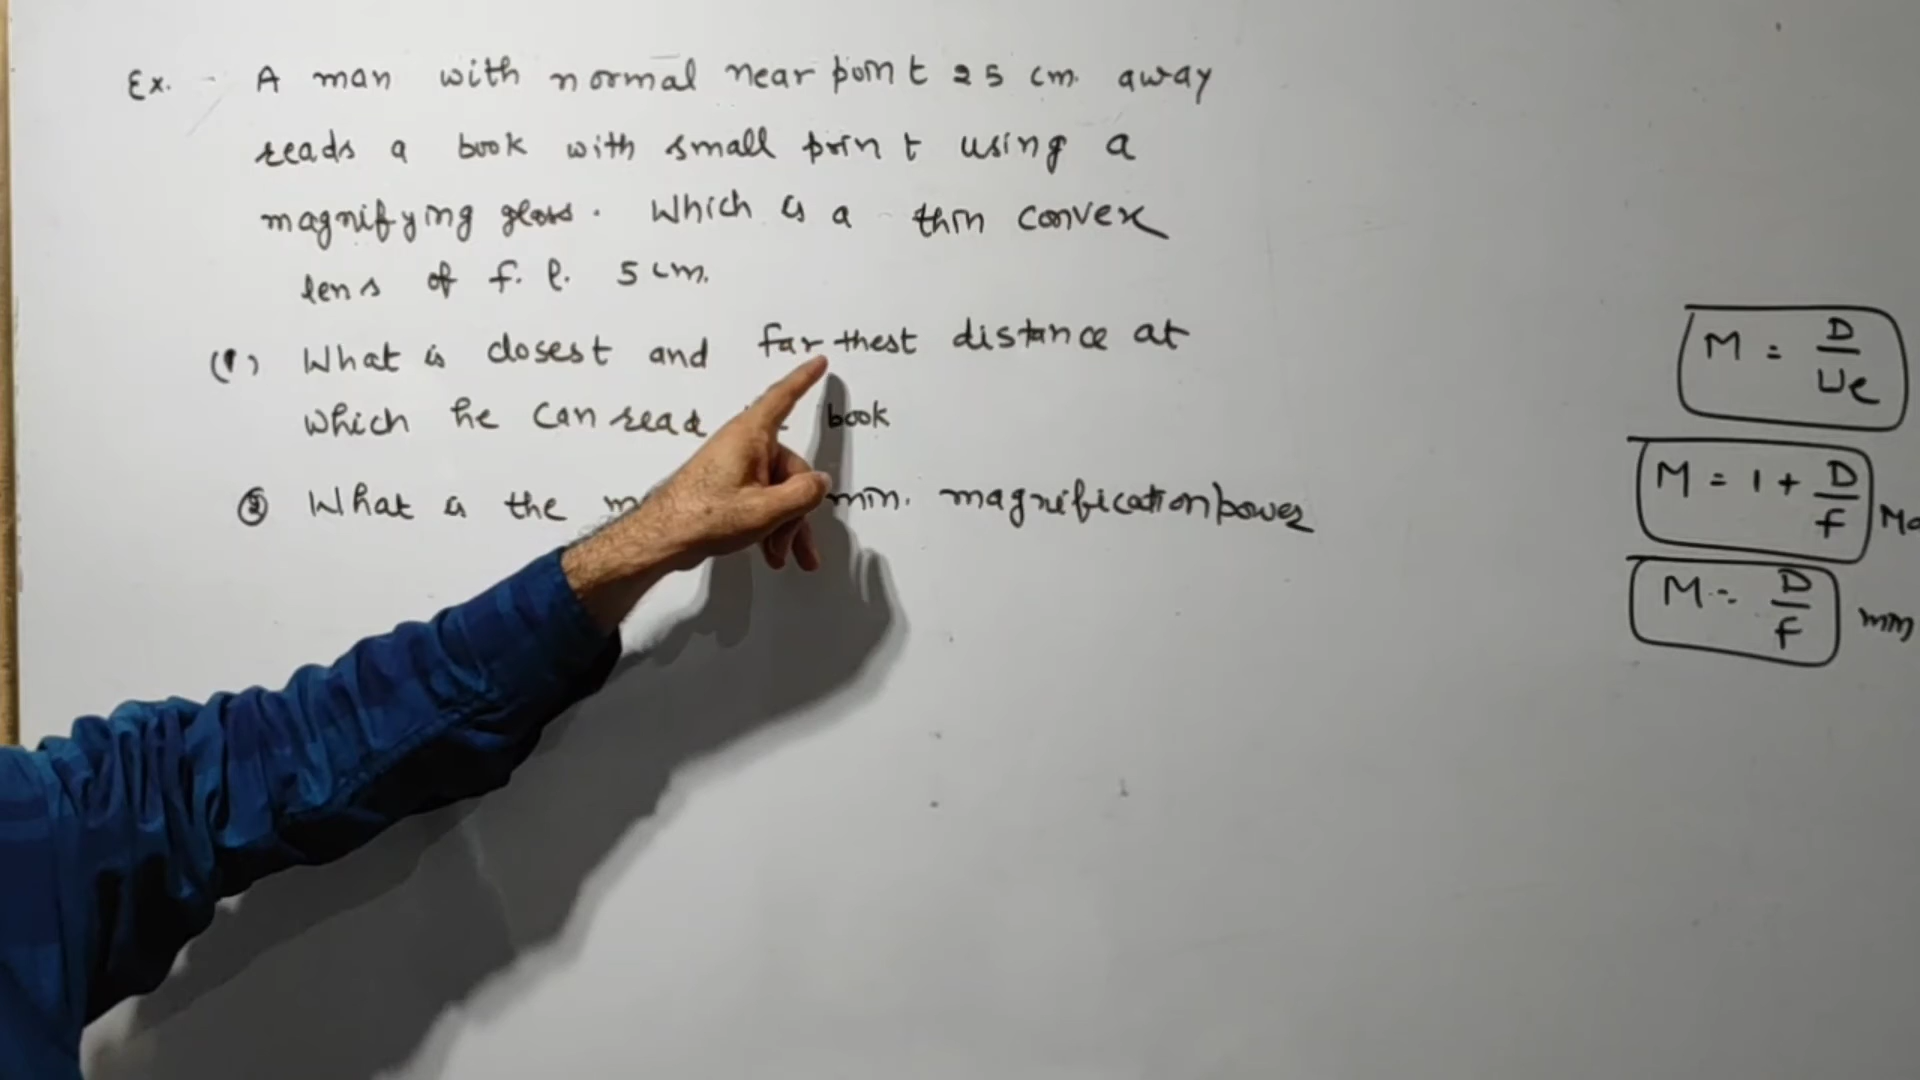 Ex. - A man with normal near point 25 cm. away
reads a book with small print using a
magnifying glass. Which is a thin convex
lens of f. l. 5 cm.
(1) What is closest and farthest distance at
which he can read book
(2) What is the min. magnification/power
M = D/Ue
M = 1 + D/f
M = D/f min